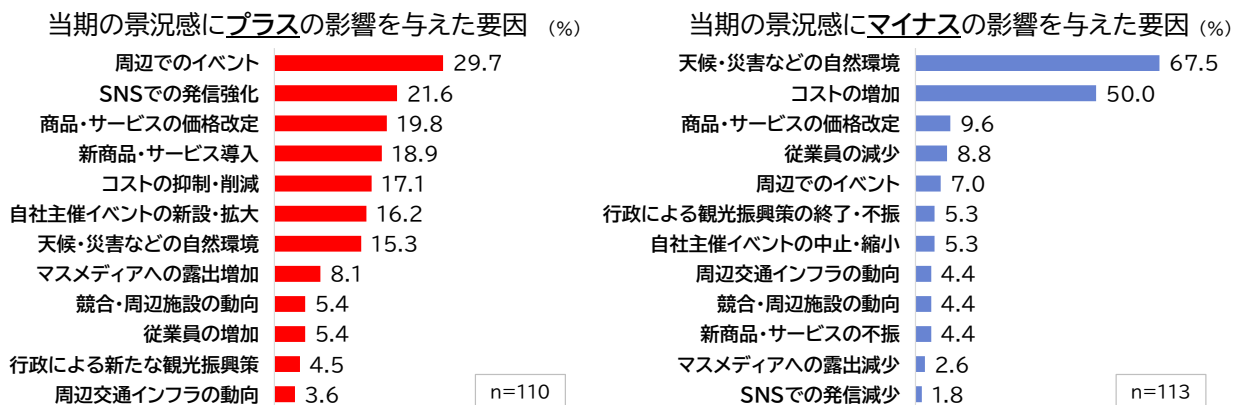 当期の景況感にプラスの影響を与えた要因 (%)
周辺でのイベント 29.7
SNSでの発信強化 21.6
商品・サービスの価格改定 19.8
新商品・サービス導入 18.9
コストの抑制・削減 17.1
自社主催イベントの新設・拡大 16.2
天候・災害などの自然環境 15.3
マスメディアへの露出増加 8.1
競合・周辺施設の動向 5.4
従業員の増加 5.4
行政による新たな観光振興策 4.5
周辺交通インフラの動向 3.6
n=110
当期の景況感にマイナスの影響を与えた要因 (%)
天候・災害などの自然環境 67.5
コストの増加 50.0
商品・サービスの価格改定 9.6
従業員の減少 8.8
周辺でのイベント 7.0
行政による観光振興策の終了・不振 5.3
自社主催イベントの中止・縮小 5.3
周辺交通インフラの動向 4.4
競合・周辺施設の動向 4.4
新商品・サービスの不振 4.4
マスメディアへの露出減少 2.6
SNSでの発信減少 1.8
n=113